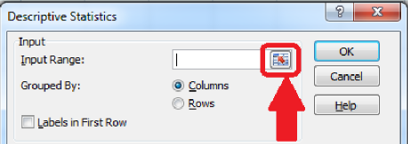 Descriptive Statistics
Input
Input Range:
OK
Cancel
Grouped By:
Columns
Rows
Help
Labels in First Row